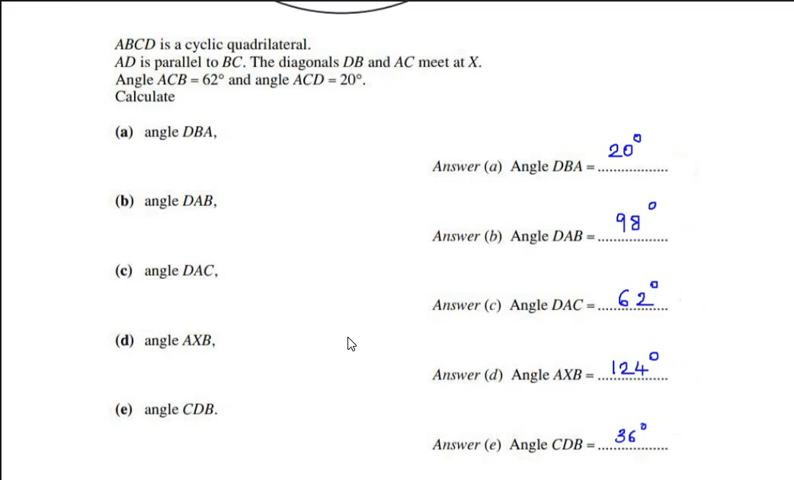 ABCD is a cyclic quadrilateral.
AD is parallel to BC. The diagonals DB and AC meet at X.
Angle ACB = 62° and angle ACD = 20°.
Calculate
(a) angle DBA,
Answer (a) Angle DBA = 20°
(b) angle DAB,
Answer (b) Angle DAB = 98°
(c) angle DAC,
Answer (c) Angle DAC = 62°
(d) angle AXB,
Answer (d) Angle AXB = 124°
(e) angle CDB.
Answer (e) Angle CDB = 36°